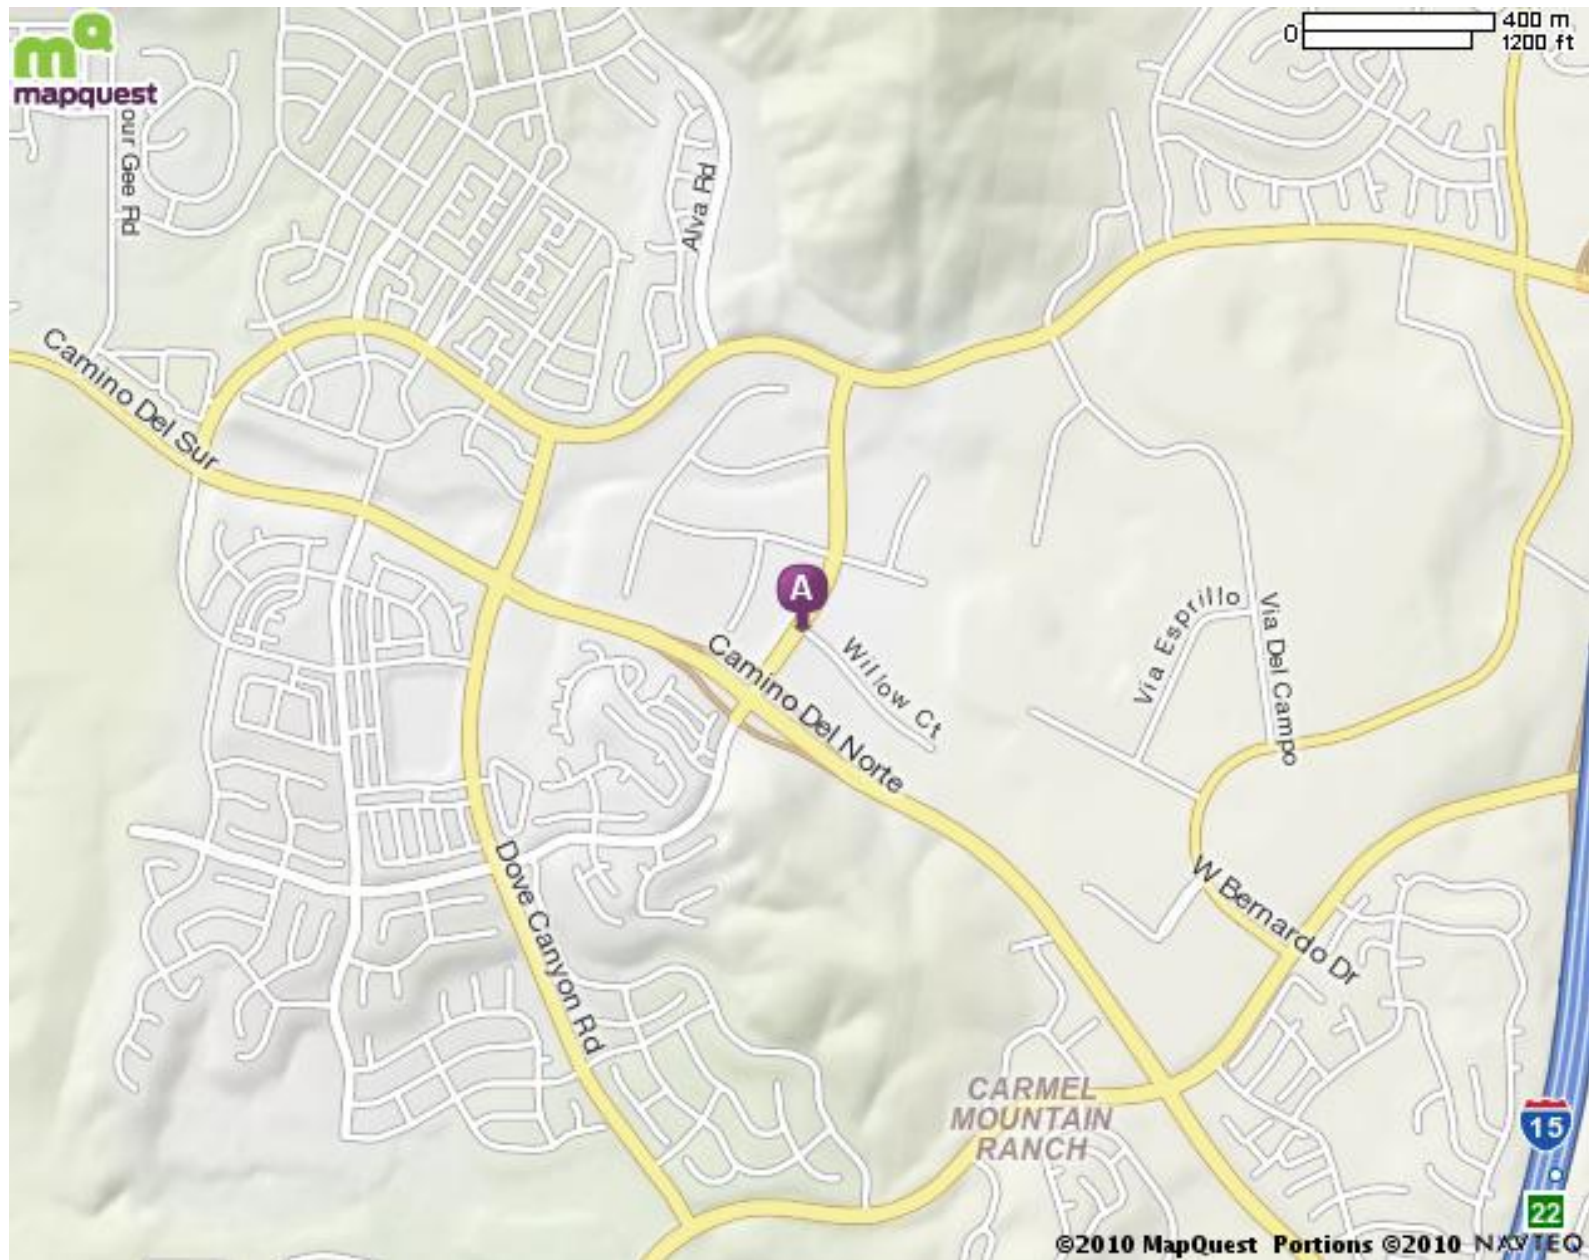 mapquest
0
400 m
1200 ft
our Gee Rd
Alva Rd
Camino Del Sur
A
Camino Del Norte
Willow Ct
Via Esprillo
Via Del Campo
Dove Canyon Rd
W Bernardo Dr
CARMEL
MOUNTAIN
RANCH
15
22
©2010 MapQuest Portions ©2010 NAVTEQ